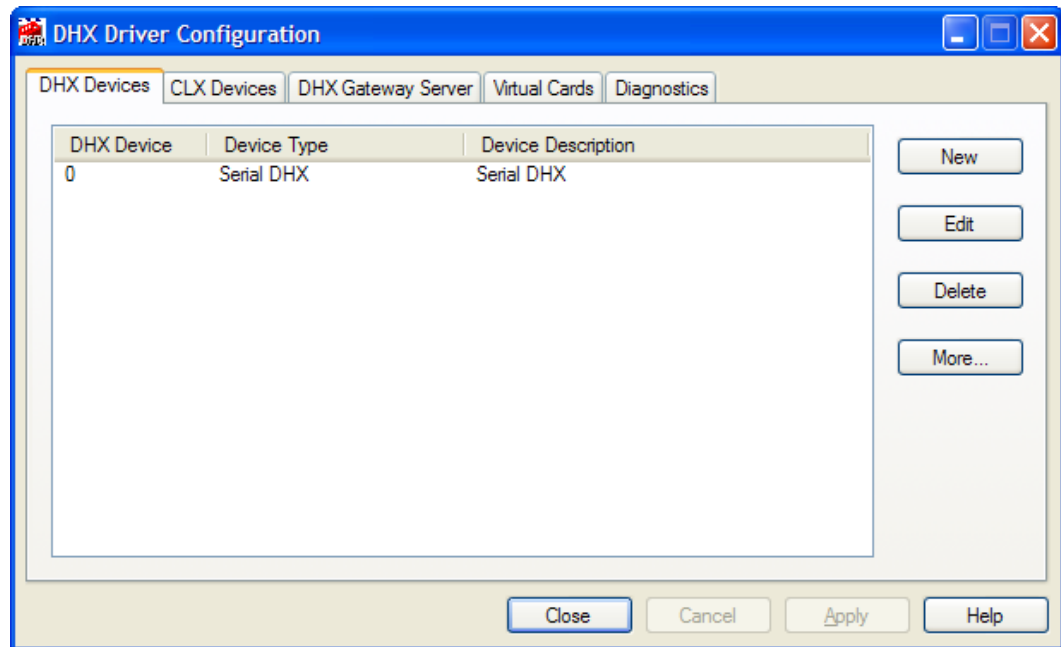 DHX Driver Configuration
DHX Devices CLX Devices DHX Gateway Server Virtual Cards Diagnostics
DHX Device Device Type Device Description
0 Serial DHX Serial DHX
New
Edit
Delete
More...
Close Cancel Apply Help